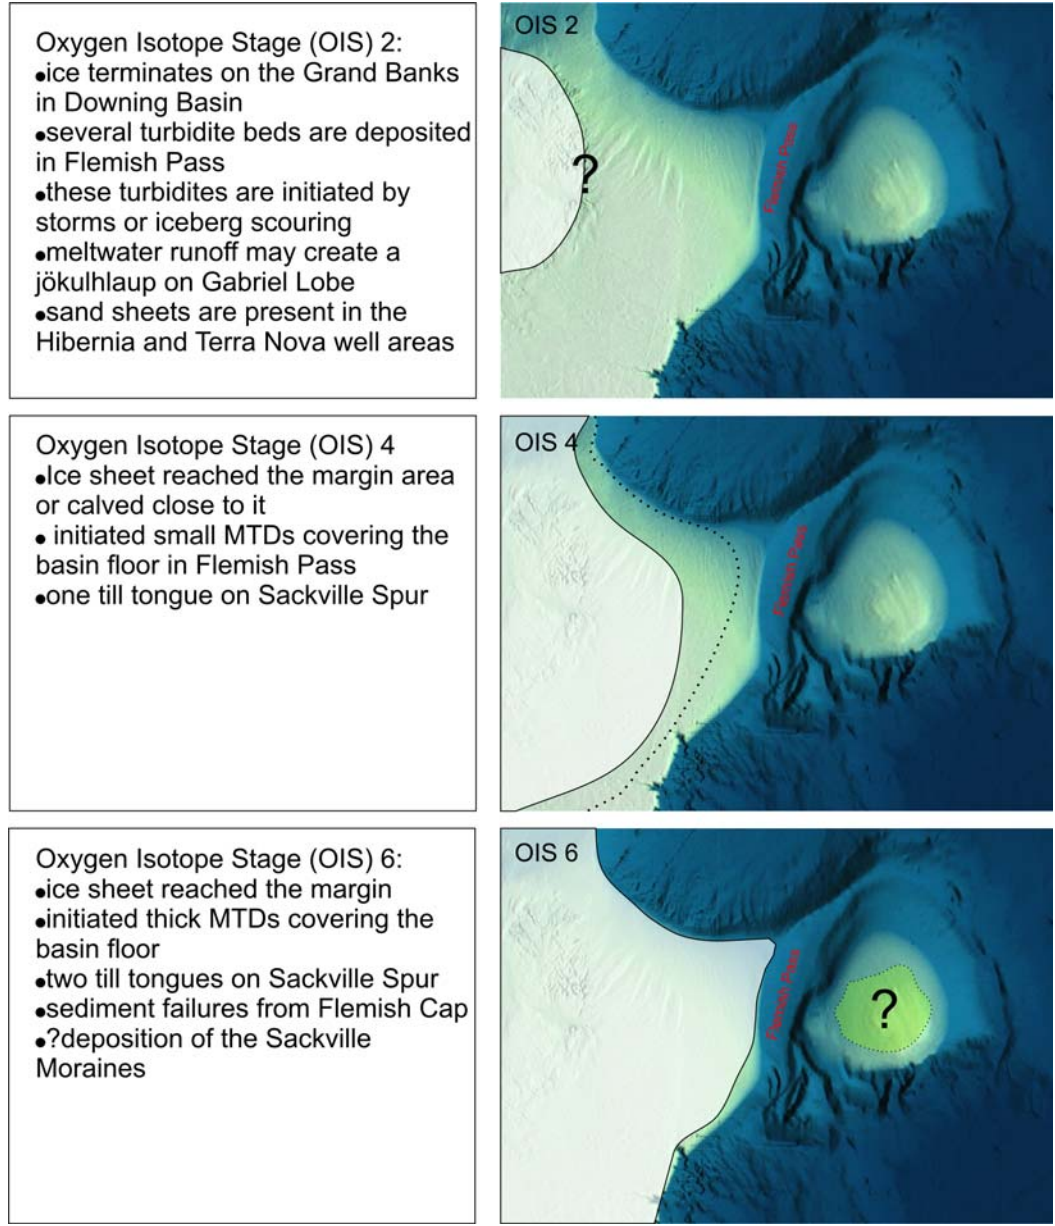 Oxygen Isotope Stage (OIS) 2:
●ice terminates on the Grand Banks
in Downing Basin
●several turbidite beds are deposited
in Flemish Pass
●these turbidites are initiated by
storms or iceberg scouring
●meltwater runoff may create a
jökulhlaup on Gabriel Lobe
●sand sheets are present in the
Hibernia and Terra Nova well areas
OIS 2
?
Flemish Pass
Oxygen Isotope Stage (OIS) 4
●Ice sheet reached the margin area
or calved close to it
● initiated small MTDs covering the
basin floor in Flemish Pass
●one till tongue on Sackville Spur
OIS 4
Flemish Pass
Oxygen Isotope Stage (OIS) 6:
●ice sheet reached the margin
●initiated thick MTDs covering the
basin floor
●two till tongues on Sackville Spur
●sediment failures from Flemish Cap
●?deposition of the Sackville
Moraines
OIS 6
Flemish Pass
?